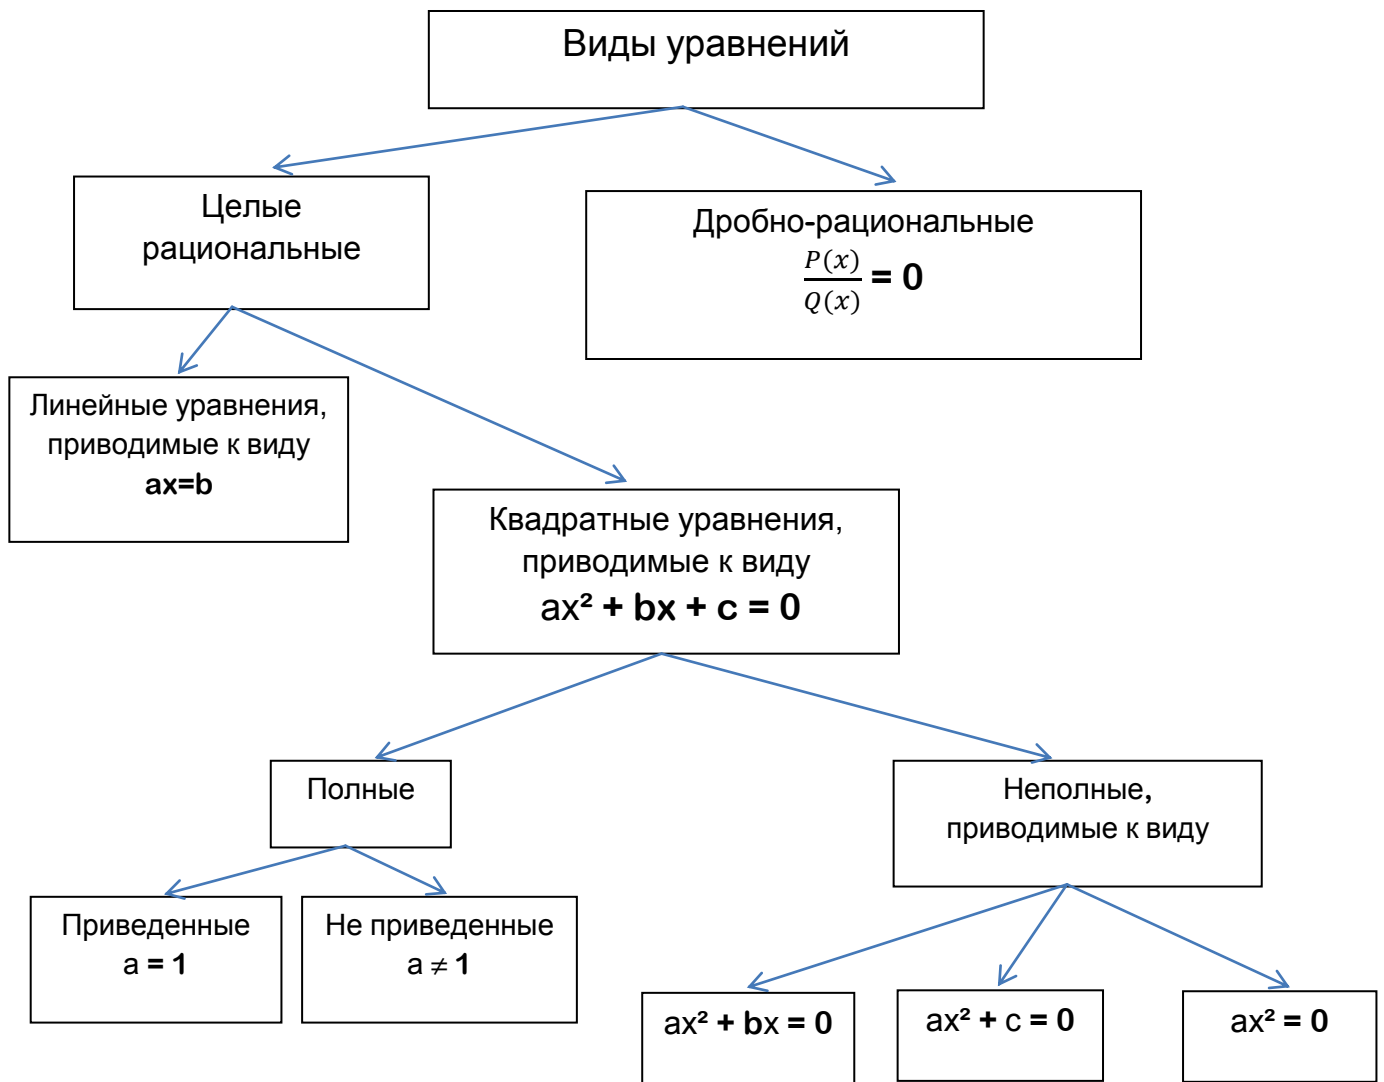 Виды уравнений
Целые
рациональные
Дробно-рациональные
P(x)
Q(x)
= 0
Линейные уравнения,
приводимые к виду
ax=b
Квадратные уравнения,
приводимые к виду
ax² + bx + c = 0
Полные
Неполные,
приводимые к виду
Приведенные
a = 1
Не приведенные
a ≠ 1
ax² + bx = 0
ax² + c = 0
ax² = 0